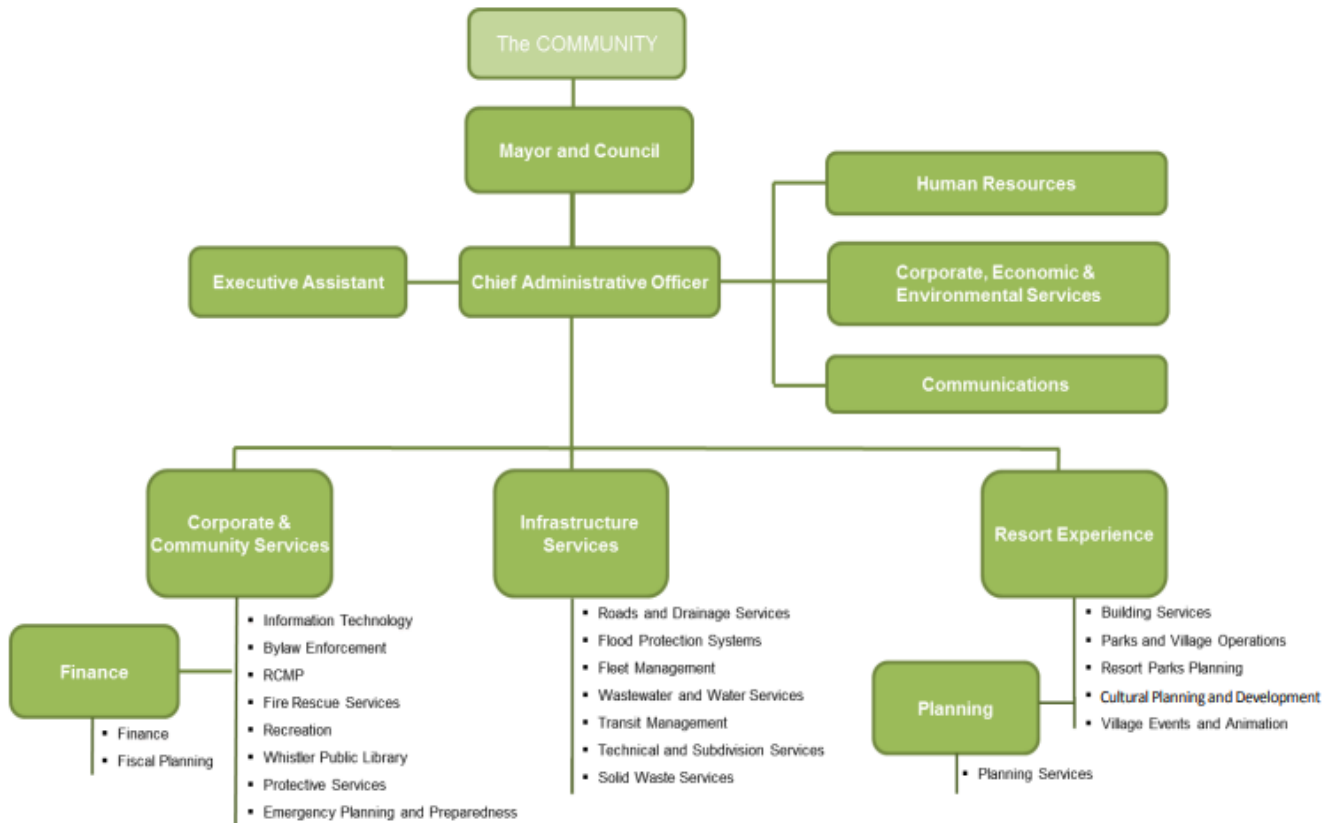 The COMMUNITY
Mayor and Council
Human Resources
Executive Assistant
Chief Administrative Officer
Corporate, Economic &
Environmental Services
Communications
Corporate &
Community Services
Infrastructure
Services
Resort Experience
▪ Information Technology
▪ Bylaw Enforcement
▪ RCMP
▪ Fire Rescue Services
▪ Recreation
▪ Whistler Public Library
▪ Protective Services
▪ Emergency Planning and Preparedness
Finance
▪ Finance
▪ Fiscal Planning
▪ Roads and Drainage Services
▪ Flood Protection Systems
▪ Fleet Management
▪ Wastewater and Water Services
▪ Transit Management
▪ Technical and Subdivision Services
▪ Solid Waste Services
▪ Building Services
▪ Parks and Village Operations
▪ Resort Parks Planning
▪ Cultural Planning and Development
▪ Village Events and Animation
Planning
▪ Planning Services